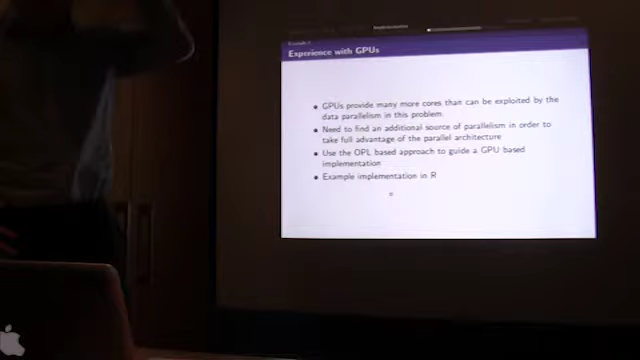 Implementation
Experience with GPUs
GPUs provide many more cores than can be exploited by the
data parallelism in this problem.
Need to find an additional source of parallelism in order to
take full advantage of the parallel architecture
Use the OPL based approach to guide a GPU based
implementation
Example implementation in R